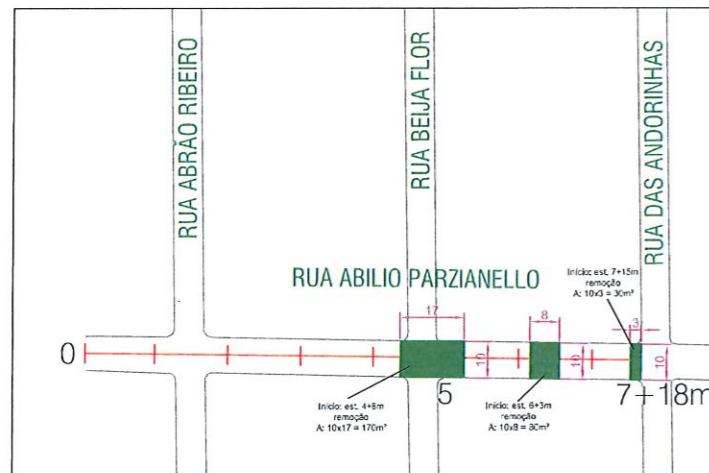 RUA ABRÃO RIBEIRO
RUA BEIJA FLOR
RUA DAS ANDORINHAS
RUA ABILIO PARZIANELLO
Início: est. 7+15m
remoção
A: 10x3 = 30m²
17
8
3
0
10
10
10
5
7+18m
Início: est. 4+8m
remoção
A: 10x17 = 170m²
Início: est. 6+3m
remoção
A: 10x8 = 80m²